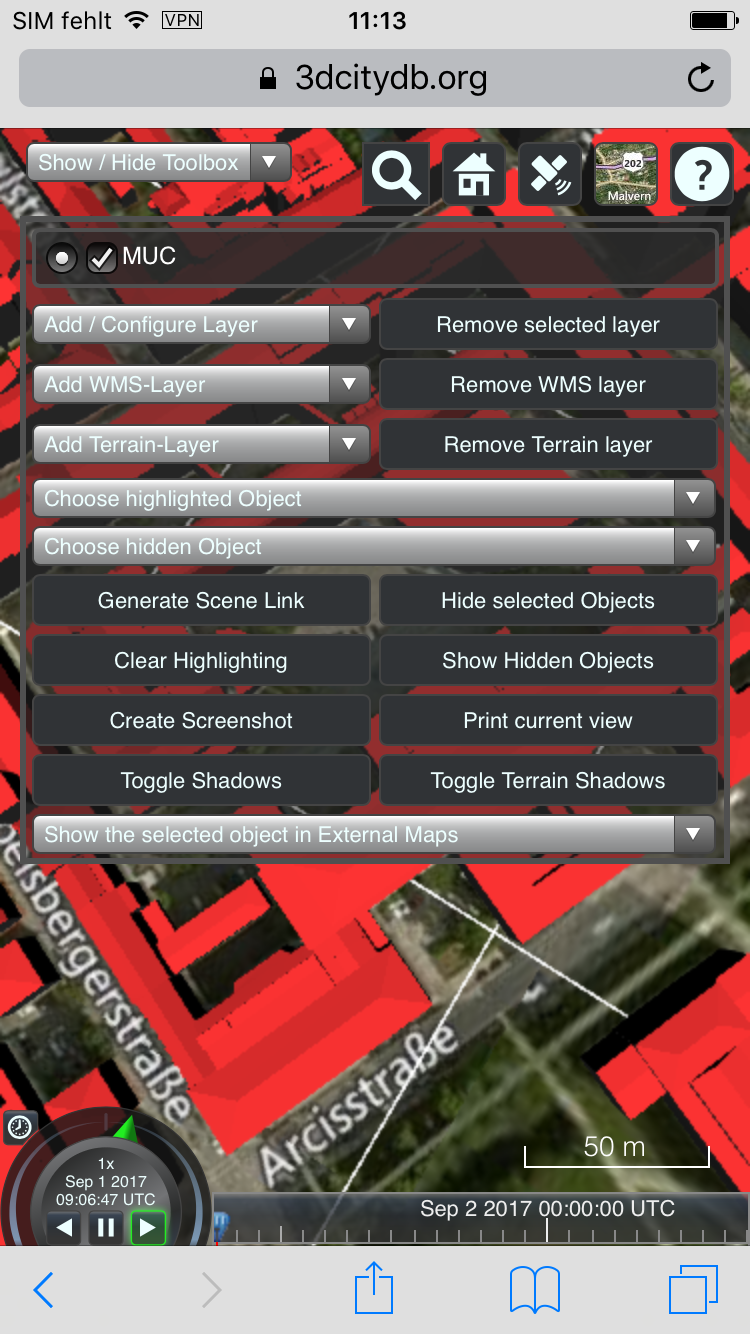 SIM fehlt VPN 11:13
3dcitydb.org
Show / Hide Toolbox
202
Malvern
?
MUC
Add / Configure Layer Remove selected layer
Add WMS-Layer Remove WMS layer
Add Terrain-Layer Remove Terrain layer
Choose highlighted Object
Choose hidden Object
Generate Scene Link Hide selected Objects
Clear Highlighting Show Hidden Objects
Create Screenshot Print current view
Toggle Shadows Toggle Terrain Shadows
Show the selected object in External Maps
elsbergerstraße
Arcisstraße
50 m
1x
Sep 1 2017
09:06:47 UTC
Sep 2 2017 00:00:00 UTC